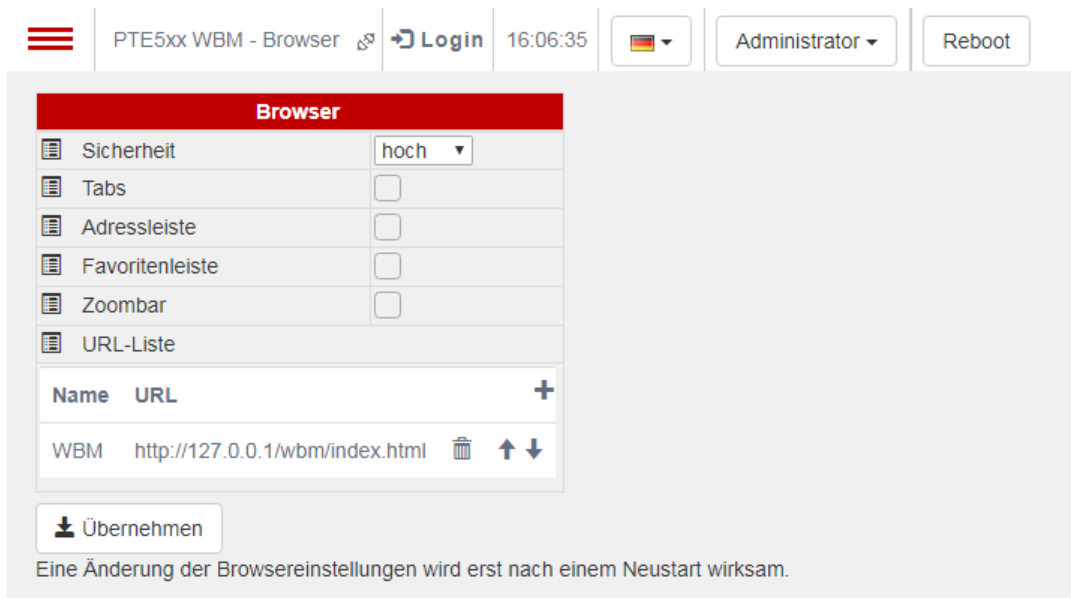 PTE5xx WBM - Browser Login 16:06:35 Administrator Reboot
Browser
Sicherheit hoch
Tabs
Adressleiste
Favoritenleiste
Zoombar
URL-Liste
Name URL
WBM http://127.0.0.1/wbm/index.html
Übernehmen
Eine Änderung der Browsereinstellungen wird erst nach einem Neustart wirksam.